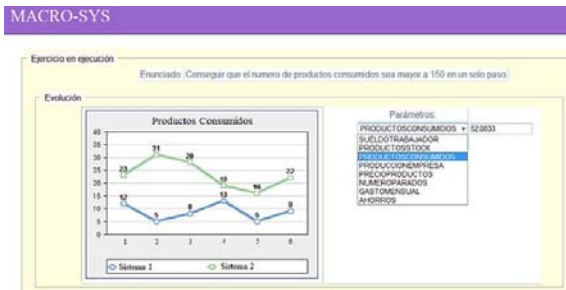 MACRO-SYS
Ejercicio en ejecución
Enunciado: Conseguir que el numero de productos consumidos sea mayor a 150 en un solo paso
Evolución
Productos Consumidos
40
35
30
25
20
15
10
5
0
23
31
28
19
16
22
12
5
8
13
5
9
1 2 3 4 5 6
Sistema 1 Sistema 2
Parámetros:
PRODUCTOSCONSUMIDOS 52.0833
SUELDOTRABAJADOR
PRODUCTOSSTOCK
PRODUCTOSCONSUMIDOS
PRODUCCIONEMPRESA
PRECIOPRODUCTOS
NUMEROPARADOS
GASTOMENSUAL
AHORROS